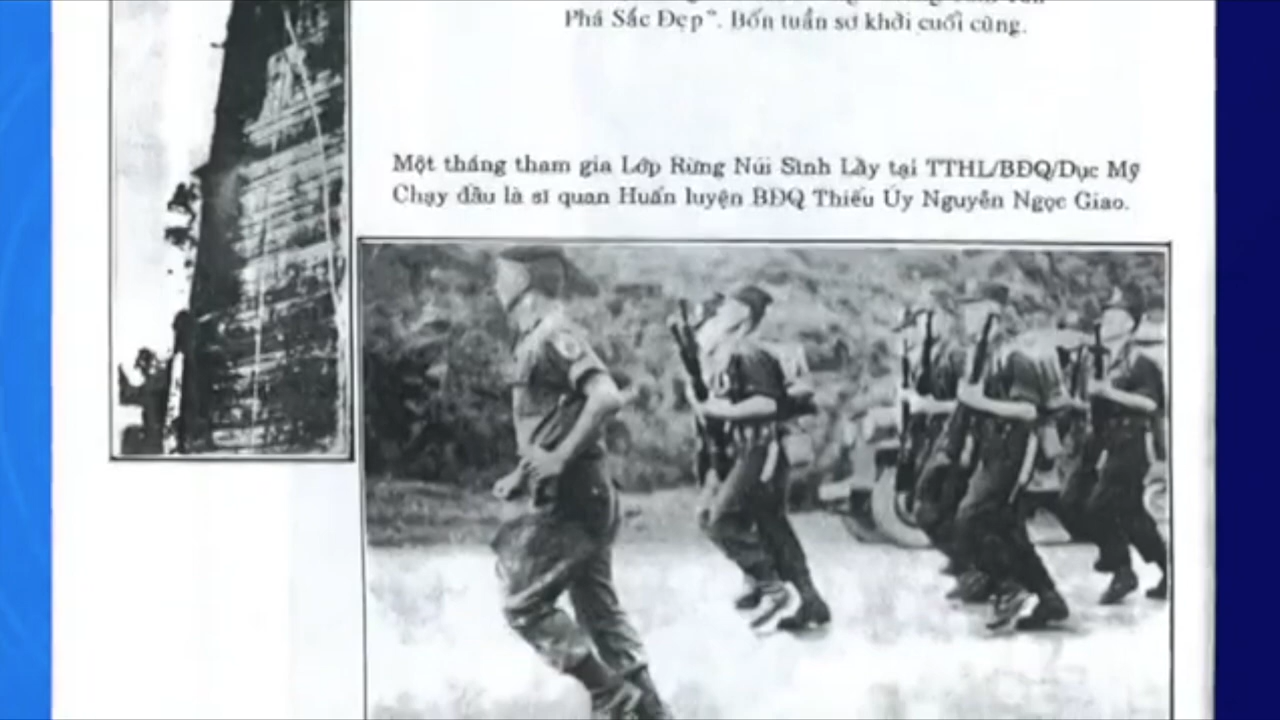 Phá Sắc Đẹp". Bốn tuần sơ khởi cuối cùng.
Một tháng tham gia Lớp Rừng Núi Sình Lầy tại TTHL/BĐQ/Dục Mỹ
Chạy đầu là sĩ quan Huấn luyện BĐQ Thiếu Úy Nguyễn Ngọc Giao.